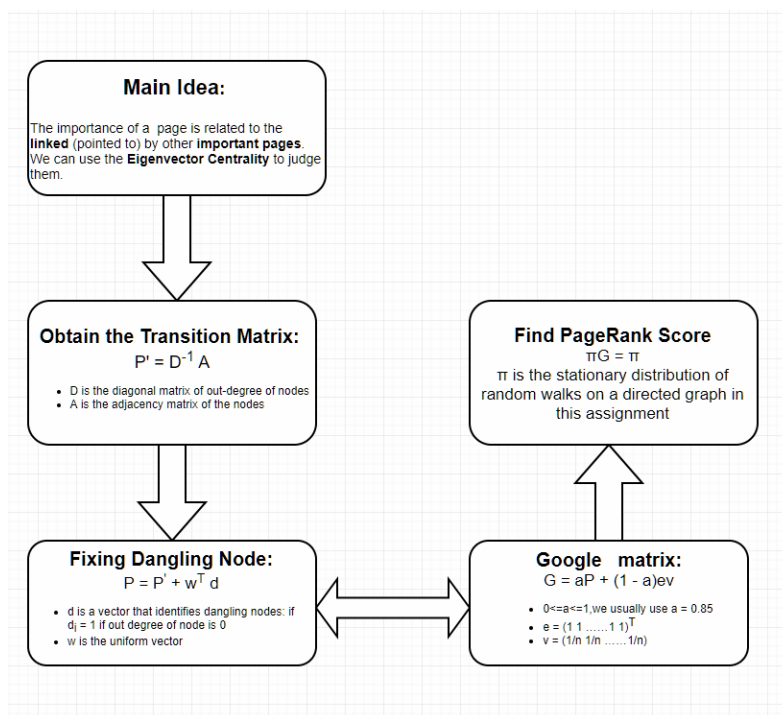 Main Idea:
The importance of a page is related to the
linked (pointed to) by other important pages.
We can use the Eigenvector Centrality to judge
them.
Obtain the Transition Matrix:
P' = D⁻¹ A
• D is the diagonal matrix of out-degree of nodes
• A is the adjacency matrix of the nodes
Fixing Dangling Node:
P = P' + wᵀ d
• d is a vector that identifies dangling nodes: if
dⱼ = 1 if out degree of node is 0
• w is the uniform vector
Google matrix:
G = aP + (1 - a)ev
• 0<=a<=1,we usually use a = 0.85
• e = (1 1 ......1 1)ᵀ
• v = (1/n 1/n ......1/n)
Find PageRank Score
πG = π
π is the stationary distribution of
random walks on a directed graph in
this assignment